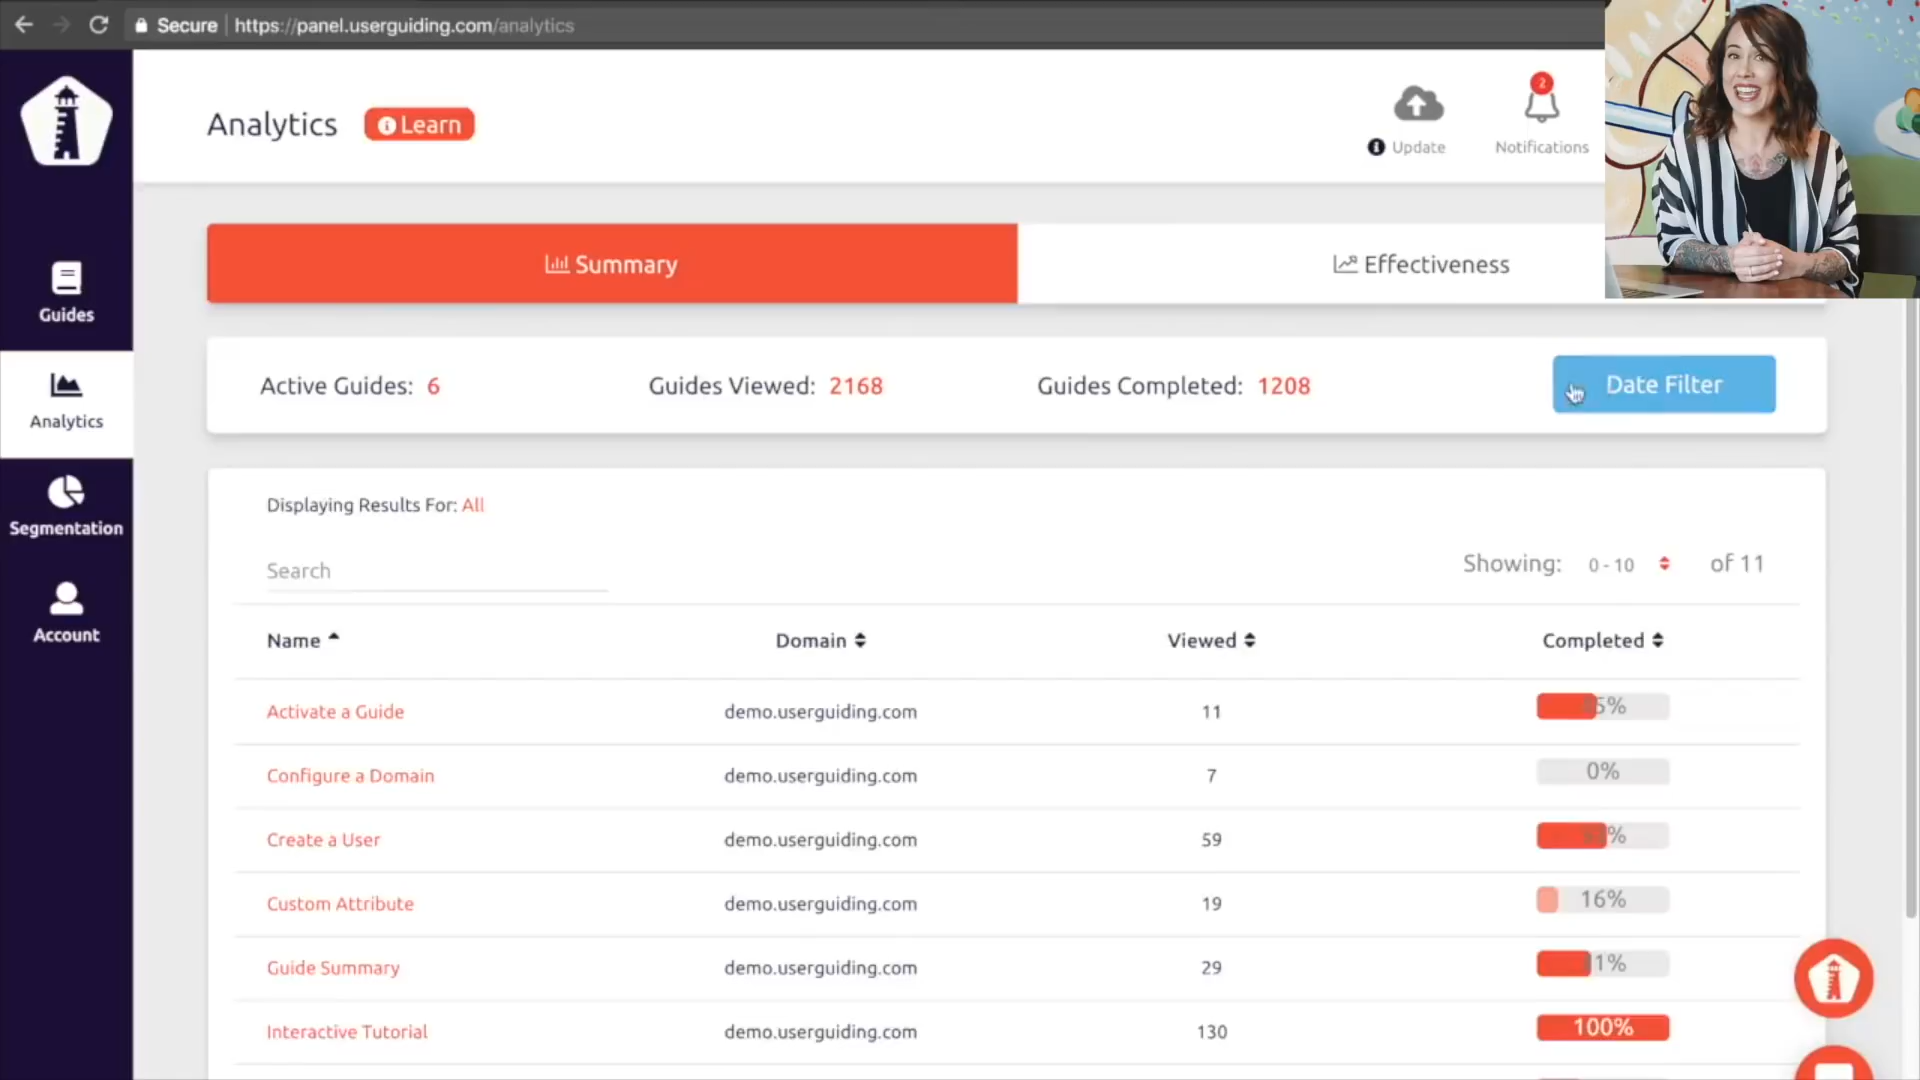 Secure https://panel.userguiding.com/analytics
Analytics Learn
Update
2
Notifications
Guides
Analytics
Segmentation
Account
Summary
Effectiveness
Active Guides: 6
Guides Viewed: 2168
Guides Completed: 1208
Date Filter
Displaying Results For: All
Search
Showing: 0 - 10 of 11
Name Domain Viewed Completed
Activate a Guide demo.userguiding.com 11
Configure a Domain demo.userguiding.com 7 0%
Create a User demo.userguiding.com 59
Custom Attribute demo.userguiding.com 19 16%
Guide Summary demo.userguiding.com 29
Interactive Tutorial demo.userguiding.com 130 100%